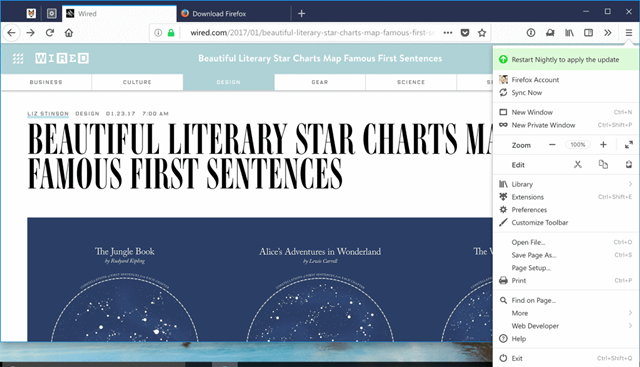 Wired
Download Firefox
wired.com/2017/01/beautiful-literary-star-charts-map-famous-first-s
WIRED
Beautiful Literary Star Charts Map Famous First Sentences
BUSINESS CULTURE DESIGN GEAR SCIENCE
LIZ STINSON DESIGN 01.23.17 7:00 AM
BEAUTIFUL LITERARY STAR CHARTS MA
FAMOUS FIRST SENTENCES
The Jungle Book
by Rudyard Kipling
Alice's Adventures in Wonderland
by Lewis Carroll
The W
Restart Nightly to apply the update
Firefox Account
Sync Now
New Window Ctrl+N
New Private Window Ctrl+Shift+P
Zoom 100%
Edit
Library
Extensions Ctrl+Shift+E
Preferences
Customize Toolbar
Open File... Ctrl+O
Save Page As... Ctrl+S
Page Setup...
Print Ctrl+P
Find on Page...
More
Web Developer
Help
Exit Ctrl+Shift+Q